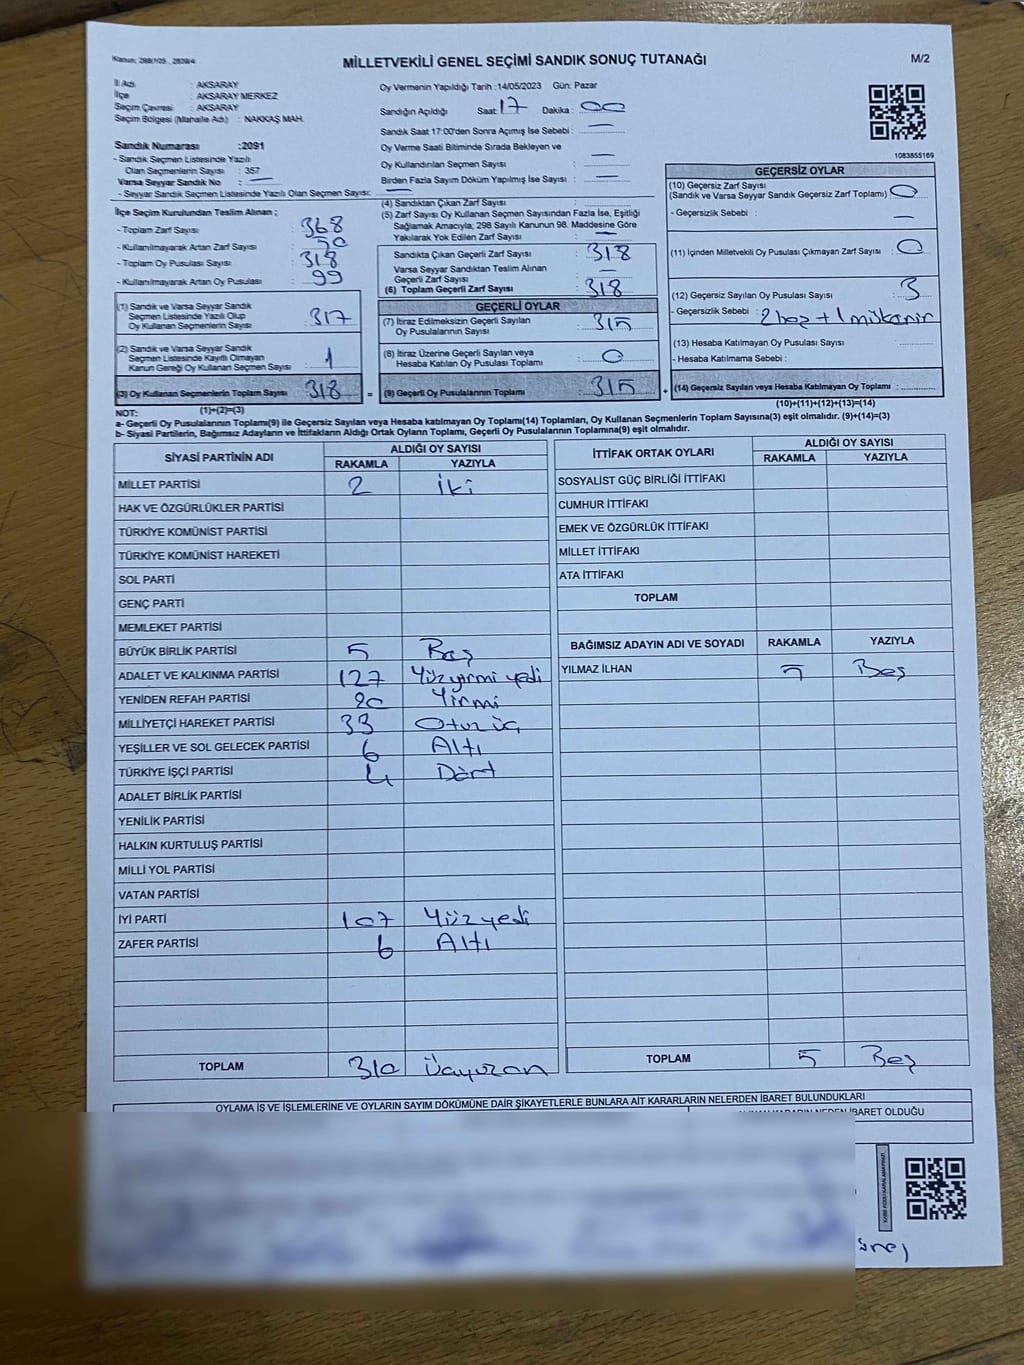 Kanun; 298/105 , 2839/4
MİLLETVEKİLİ GENEL SEÇİMİ SANDIK SONUÇ TUTANAĞI
M/2
İl Adı : AKSARAY
İlçe : AKSARAY MERKEZ
Seçim Çevresi : AKSARAY
Seçim Bölgesi (Mahalle Adı) : NAKKAŞ MAH.
Sandık Numarası :2091
- Sandık Seçmen Listesinde Yazılı
Olan Seçmenlerin Sayısı : 357
Varsa Seyyar Sandık No : —
- Seyyar Sandık Seçmen Listesinde Yazılı Olan Seçmen Sayısı: —
Oy Vermenin Yapıldığı Tarih :14/05/2023 Gün: Pazar
Sandığın Açıldığı Saat: 17 Dakika : 00
Sandık Saat 17:00'den Sonra Açımış İse Sebebi : —
Oy Verme Saati Bitiminde Sırada Bekleyen ve
Oy Kullandırılan Seçmen Sayısı : —
Birden Fazla Sayım Döküm Yapılmış İse Sayısı : —
1083855169
İlçe Seçim Kurulundan Teslim Alınan ;
- Toplam Zarf Sayısı : 368
- Kullanılmayarak Artan Zarf Sayısı : 50
- Toplam Oy Pusulası Sayısı : 318
- Kullanılmayarak Artan Oy Pusulası : 99
(1) Sandık ve Varsa Seyyar Sandık
Seçmen Listesinde Yazılı Olup
Oy Kullanan Seçmenlerin Sayısı : 317
(2) Sandık ve Varsa Seyyar Sandık
Seçmen Listesinde Kayıtlı Olmayan
Kanun Gereği Oy Kullanan Seçmen Sayısı : 1
(3) Oy Kullanan Seçmenlerin Toplam Sayısı : 318 =
(1)+(2)=(3)
(4) Sandıktan Çıkan Zarf Sayısı :
(5) Zarf Sayısı Oy Kullanan Seçmen Sayısından Fazla İse, Eşitliği
Sağlamak Amacıyla; 298 Sayılı Kanunun 98. Maddesine Göre
Yakılarak Yok Edilen Zarf Sayısı : —
Sandıkta Çıkan Geçerli Zarf Sayısı : 318
Varsa Seyyar Sandıktan Teslim Alınan
Geçerli Zarf Sayısı : —
(6) Toplam Geçerli Zarf Sayısı : 318
GEÇERLİ OYLAR
(7) İtiraz Edilmeksizin Geçerli Sayılan
Oy Pusulalarının Sayısı : 315
(8) İtiraz Üzerine Geçerli Sayılan veya
Hesaba Katılan Oy Pusulası Toplamı : 0
(9) Geçerli Oy Pusulalarının Toplamı : 315 +
GEÇERSİZ OYLAR
(10) Geçersiz Zarf Sayısı
(Sandık ve Varsa Seyyar Sandık Geçersiz Zarf Toplamı) : 0
- Geçersizlik Sebebi : —
(11) İçinden Milletvekili Oy Pusulası Çıkmayan Zarf Sayısı : 0
(12) Geçersiz Sayılan Oy Pusulası Sayısı : 3
- Geçersizlik Sebebi : 2 boş +1 mükerrir
(13) Hesaba Katılmayan Oy Pusulası Sayısı :
- Hesaba Katılmama Sebebi :
(14) Geçersiz Sayılan veya Hesaba Katılmayan Oy Toplamı :
(10)+(11)+(12)+(13)=(14)
NOT:
a- Geçerli Oy Pusulasının Toplamı(9) ile Geçersiz Sayılan veya Hesaba katılmayan Oy Toplamı(14) Toplamları, Oy Kullanan Seçmenlerin Toplam Sayısına(3) eşit olmalıdır. (9)+(14)=(3)
b- Siyasi Partilerin, Bağımsız Adayların ve İttifakların Aldığı Ortak Oyların Toplamı, Geçerli Oy Pusulalarının Toplamına(9) eşit olmalıdır.
SİYASİ PARTİNİN ADI ALDIĞI OY SAYISI
RAKAMLA YAZIYLA
MİLLET PARTİSİ 2 İki
HAK VE ÖZGÜRLÜKLER PARTİSİ
TÜRKİYE KOMÜNİST PARTİSİ
TÜRKİYE KOMÜNİST HAREKETİ
SOL PARTİ
GENÇ PARTİ
MEMLEKET PARTİSİ
BÜYÜK BİRLİK PARTİSİ 5 Beş
ADALET VE KALKINMA PARTİSİ 127 Yüzyirmi yedi
YENİDEN REFAH PARTİSİ 20 Yirmi
MİLLİYETÇİ HAREKET PARTİSİ 33 Otuz üç
YEŞİLLER VE SOL GELECEK PARTİSİ 6 Altı
TÜRKİYE İŞÇİ PARTİSİ 4 Dört
ADALET BİRLİK PARTİSİ
YENİLİK PARTİSİ
HALKIN KURTULUŞ PARTİSİ
MİLLİ YOL PARTİSİ
VATAN PARTİSİ
İYİ PARTİ 107 Yüz yedi
ZAFER PARTİSİ 6 Altı
TOPLAM 310 Üçyüzon
İTTİFAK ORTAK OYLARI ALDIĞI OY SAYISI
RAKAMLA YAZIYLA
SOSYALİST GÜÇ BİRLİĞİ İTTİFAKI
CUMHUR İTTİFAKI
EMEK VE ÖZGÜRLÜK İTTİFAKI
MİLLET İTTİFAKI
ATA İTTİFAKI
TOPLAM
BAĞIMSIZ ADAYIN ADI VE SOYADI RAKAMLA YAZIYLA
YILMAZ İLHAN 5 Beş
TOPLAM 5 Beş
OYLAMA İŞ VE İŞLEMLERİNE VE OYLARIN SAYIM DÖKÜMÜNE DAİR ŞİKAYETLERLE BUNLARA AİT KARARLARIN NELERDEN İBARET BULUNDUKLARI
İBARET OLDUĞU